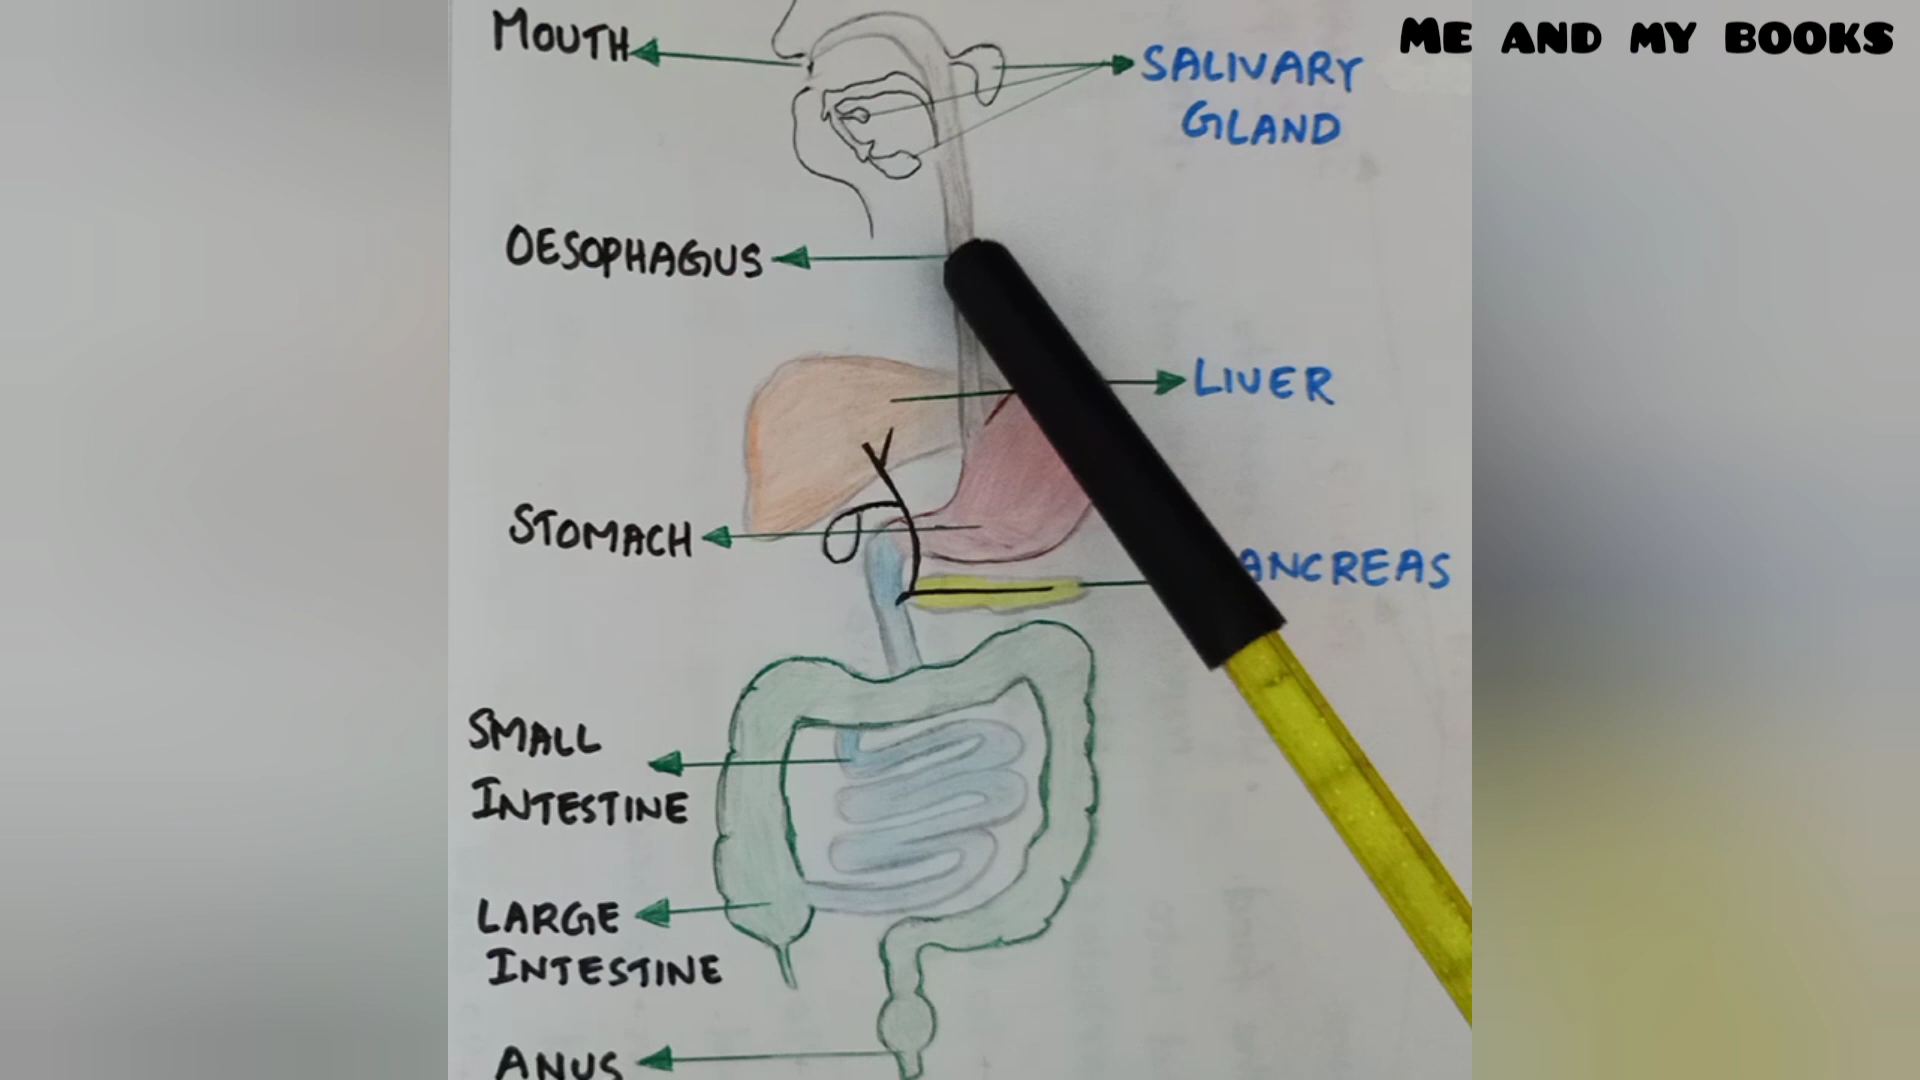 ME AND MY BOOKS
MOUTH
SALIVARY
GLAND
OESOPHAGUS
LIVER
STOMACH
ANCREAS
SMALL
INTESTINE
LARGE
INTESTINE
ANUS